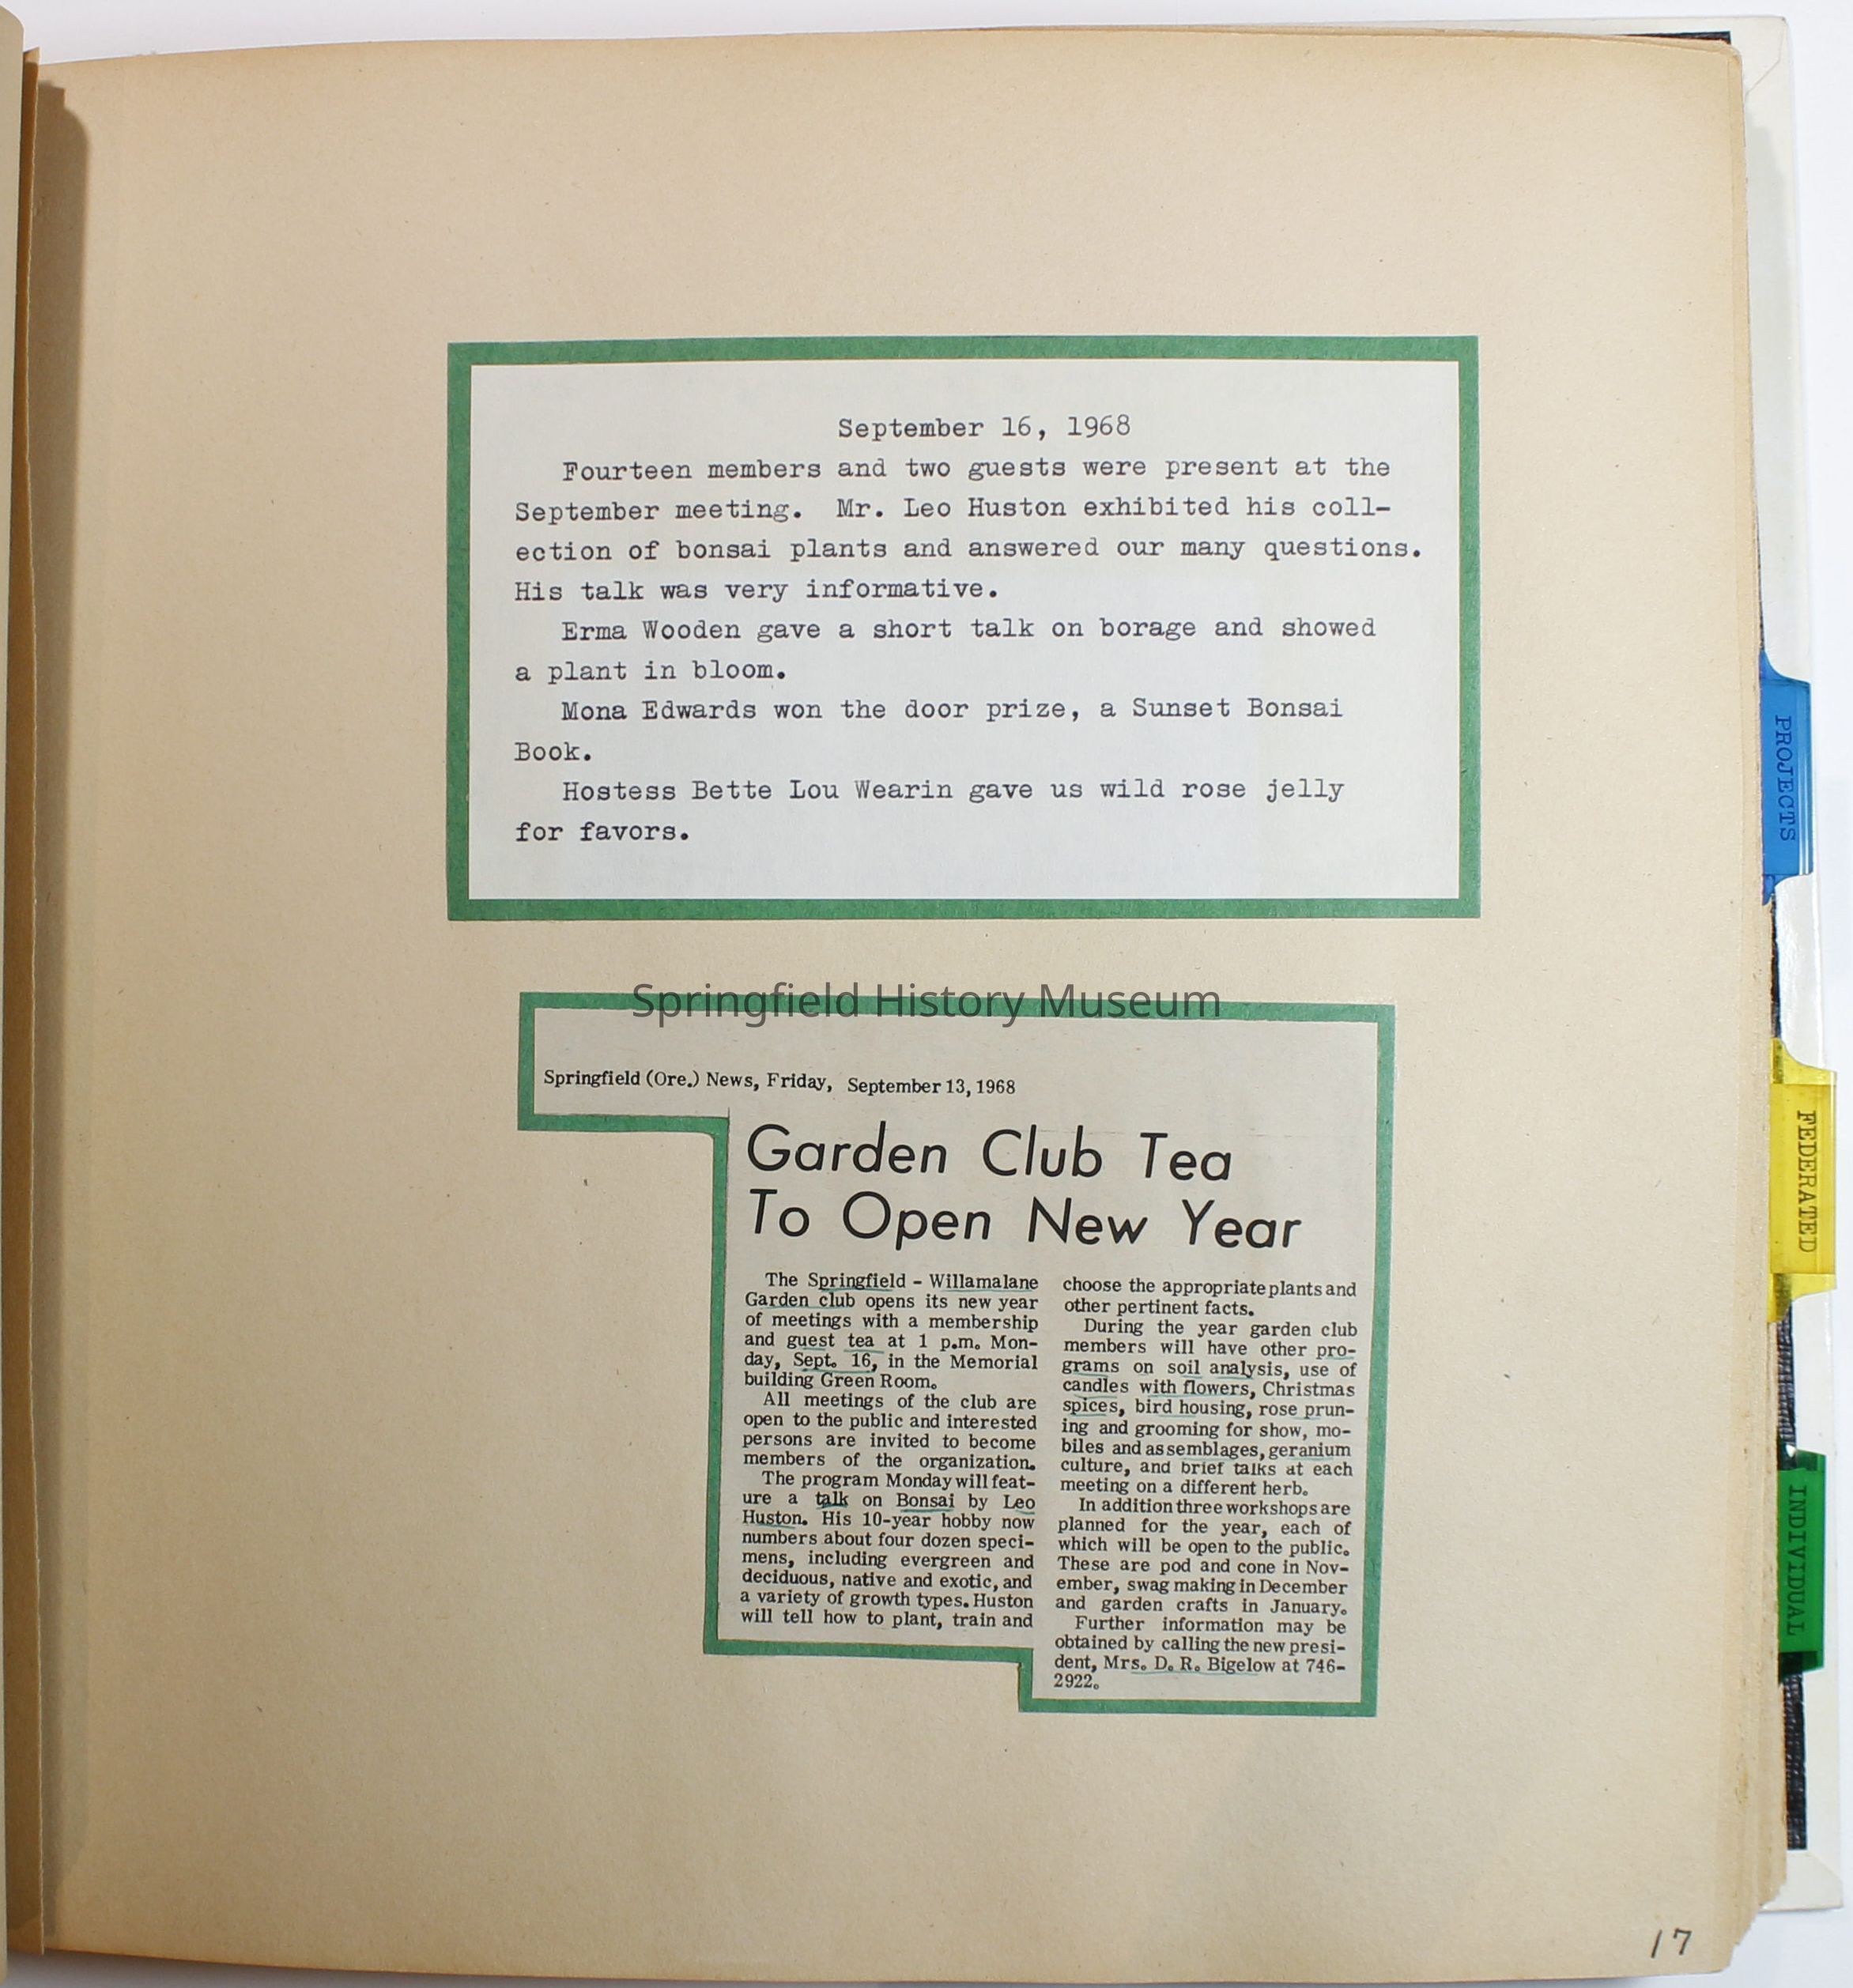 September 16, 1968
Fourteen members and two guests were present at the
September meeting. Mr. Leo Huston exhibited his coll-
ection of bonsai plants and answered our many questions.
His talk was very informative.
Erma Wooden gave a short talk on borage and showed
a plant in bloom.
Mona Edwards won the door prize, a Sunset Bonsai
Book.
Hostess Bette Lou Wearin gave us wild rose jelly
for favors.
Springfield History Museum
Springfield (Ore.) News, Friday, September 13, 1968
Garden Club Tea
To Open New Year
The Springfield - Willamalane
Garden club opens its new year
of meetings with a membership
and guest tea at 1 p.m. Mon-
day, Sept. 16, in the Memorial
building Green Room.
All meetings of the club are
open to the public and interested
persons are invited to become
members of the organization.
The program Monday will feat-
ure a talk on Bonsai by Leo
Huston. His 10-year hobby now
numbers about four dozen speci-
mens, including evergreen and
deciduous, native and exotic, and
a variety of growth types. Huston
will tell how to plant, train and
choose the appropriate plants and
other pertinent facts.
During the year garden club
members will have other pro-
grams on soil analysis, use of
candles with flowers, Christmas
spices, bird housing, rose prun-
ing and grooming for show, mo-
biles and assemblages, geranium
culture, and brief talks at each
meeting on a different herb.
In addition three workshops are
planned for the year, each of
which will be open to the public.
These are pod and cone in Nov-
ember, swag making in December
and garden crafts in January.
Further information may be
obtained by calling the new presi-
dent, Mrs. D. R. Bigelow at 746-
2922.
PROJECTS
FEDERATED
INDIVIDUAL
17